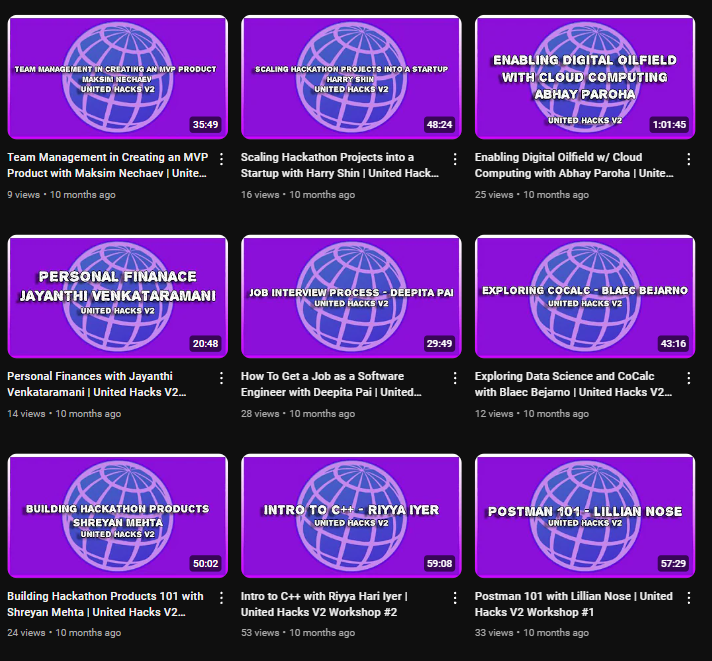 TEAM MANAGEMENT IN CREATING AN MVP PRODUCT
MAKSIM NECHAEV
UNITED HACKS V2
35:49
Team Management in Creating an MVP
Product with Maksim Nechaev | Unite...
9 views • 10 months ago
SCALING HACKATHON PROJECTS INTO A STARTUP
HARRY SHIN
UNITED HACKS V2
48:24
Scaling Hackathon Projects into a
Startup with Harry Shin | United Hack...
16 views • 10 months ago
ENABLING DIGITAL OILFIELD
WITH CLOUD COMPUTING
ABHAY PAROHA
UNITED HACKS V2
1:01:45
Enabling Digital Oilfield w/ Cloud
Computing with Abhay Paroha | Unite...
25 views • 10 months ago
PERSONAL FINANACE
JAYANTHI VENKATARAMANI
UNITED HACKS V2
20:48
Personal Finances with Jayanthi
Venkataramani | United Hacks V2...
14 views • 10 months ago
JOB INTERVIEW PROCESS - DEEPITA PAI
UNITED HACKS V2
29:49
How To Get a Job as a Software
Engineer with Deepita Pai | United...
28 views • 10 months ago
EXPLORING COCALC - BLAEC BEJARNO
UNITED HACKS V2
43:16
Exploring Data Science and CoCalc
with Blaec Bejarno | United Hacks V2...
12 views • 10 months ago
BUILDING HACKATHON PRODUCTS
SHREYAN MEHTA
UNITED HACKS V2
50:02
Building Hackathon Products 101 with
Shreyan Mehta | United Hacks V2...
24 views • 10 months ago
INTRO TO C++ - RIYYA IYER
UNITED HACKS V2
59:08
Intro to C++ with Riyya Hari Iyer |
United Hacks V2 Workshop #2
53 views • 10 months ago
POSTMAN 101 - LILLIAN NOSE
UNITED HACKS V2
57:29
Postman 101 with Lillian Nose | United
Hacks V2 Workshop #1
33 views • 10 months ago